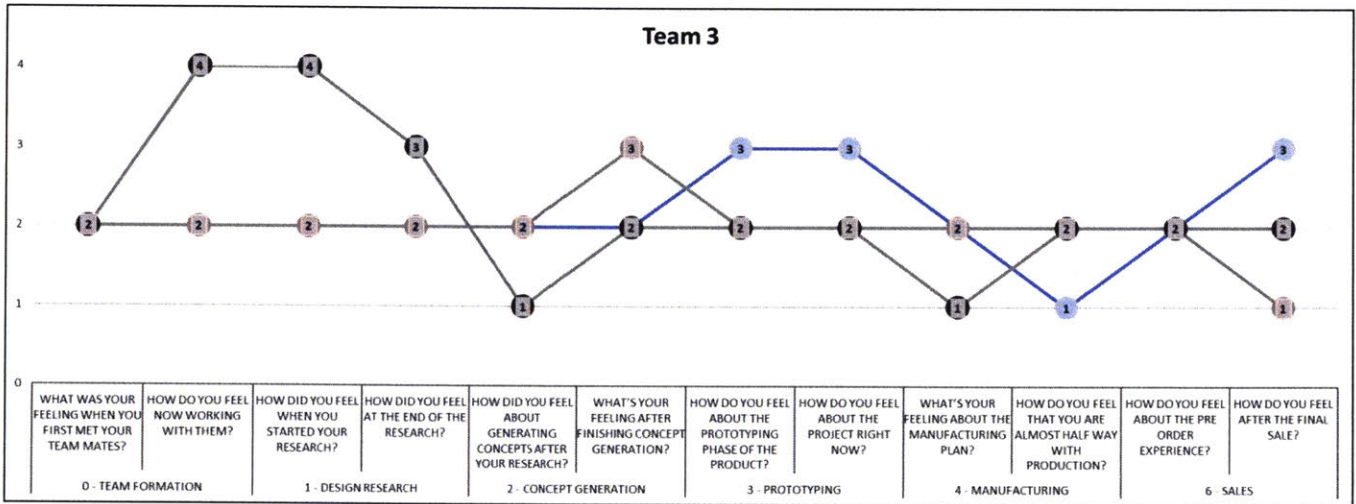 Team 3
4
4 4
3
3 3 3 3 3
2
2 2 2 2 2 2 2 2 2 2 2 2
1
1 1 1 1
0
WHAT WAS YOUR FEELING WHEN YOU FIRST MET YOUR TEAM MATES?
HOW DO YOU FEEL NOW WORKING WITH THEM?
HOW DID YOU FEEL WHEN YOU STARTED YOUR RESEARCH?
HOW DID YOU FEEL AT THE END OF THE RESEARCH?
HOW DID YOU FEEL ABOUT GENERATING CONCEPTS AFTER YOUR RESEARCH?
WHAT'S YOUR FEELING AFTER FINISHING CONCEPT GENERATION?
HOW DO YOU FEEL ABOUT THE PROTOTYPING PHASE OF THE PRODUCT?
HOW DO YOU FEEL ABOUT THE PROJECT RIGHT NOW?
WHAT'S YOUR FEELING ABOUT THE MANUFACTURING PLAN?
HOW DO YOU FEEL THAT YOU ARE ALMOST HALF WAY WITH PRODUCTION?
HOW DO YOU FEEL ABOUT THE PRE ORDER EXPERIENCE?
HOW DO YOU FEEL AFTER THE FINAL SALE?
0 - TEAM FORMATION
1 - DESIGN RESEARCH
2 - CONCEPT GENERATION
3 - PROTOTYPING
4 - MANUFACTURING
6 - SALES